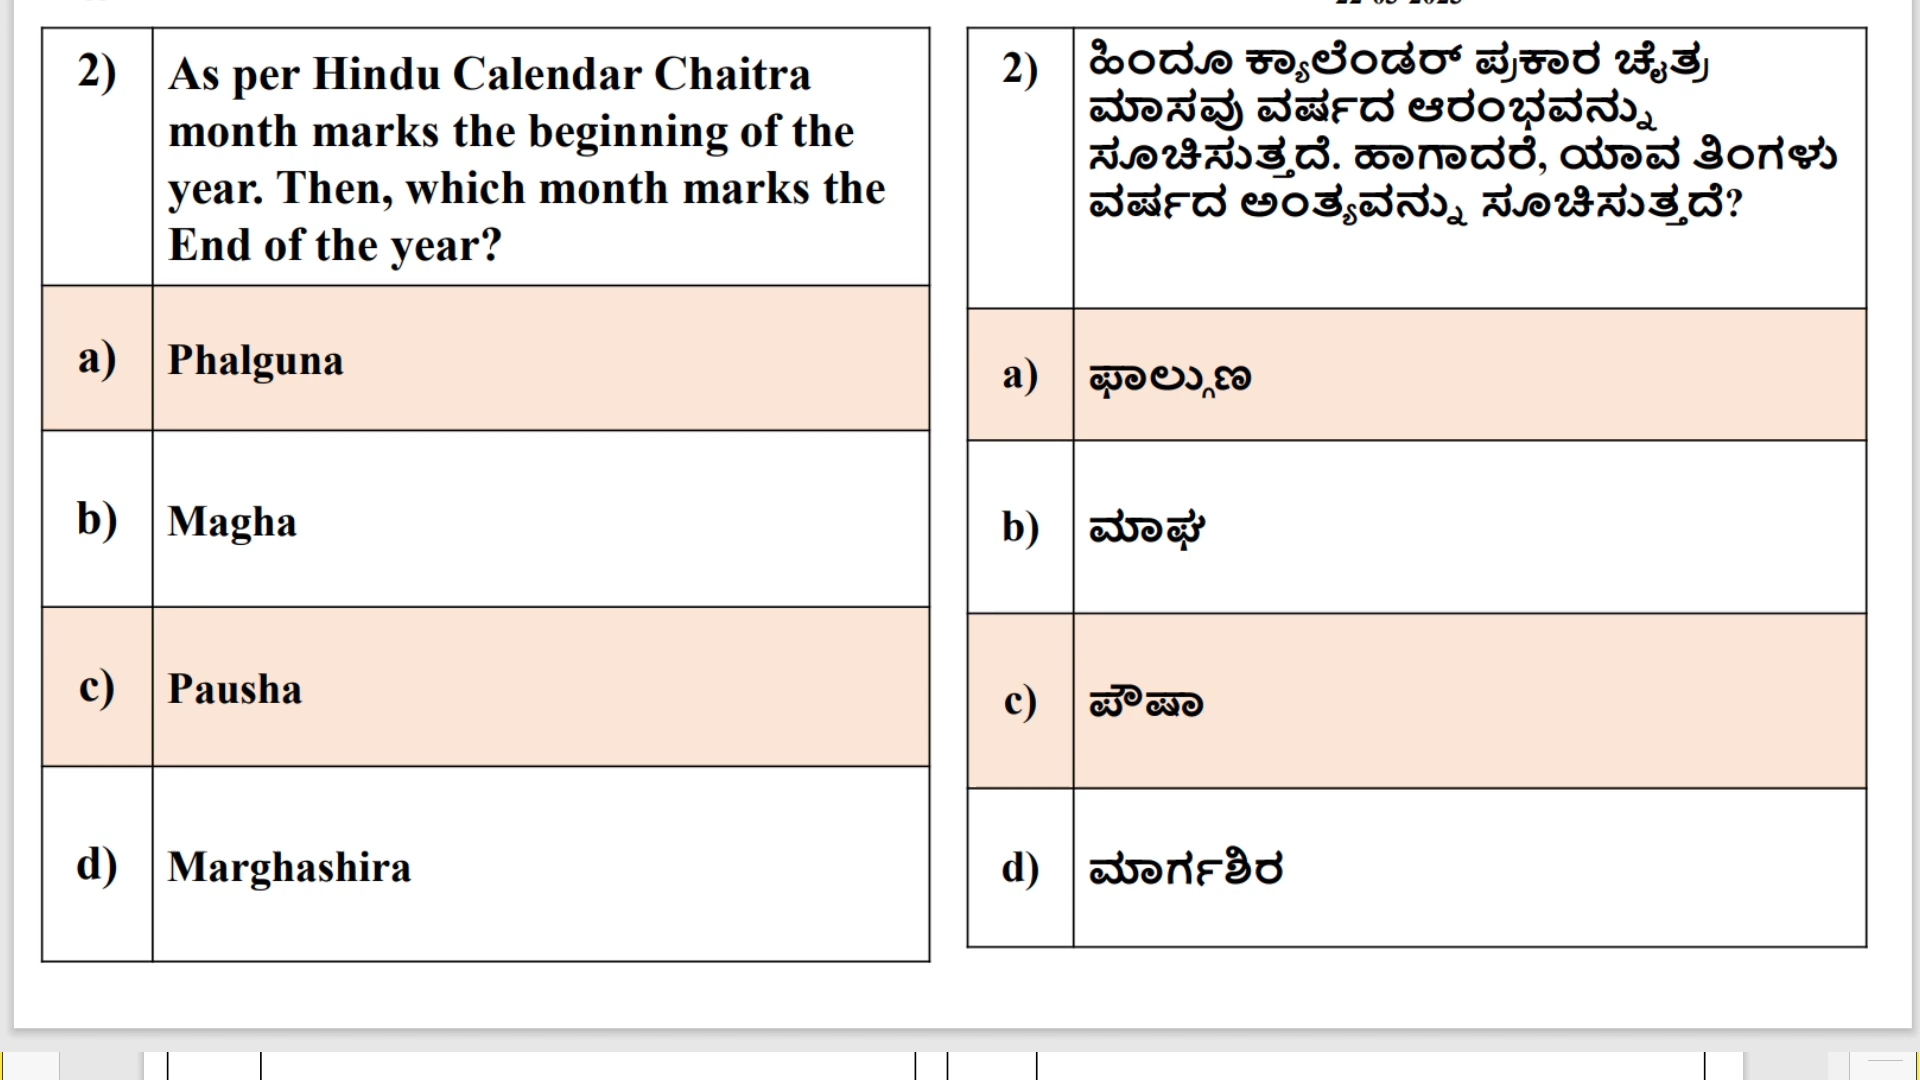 2)
As per Hindu Calendar Chaitra
month marks the beginning of the
year. Then, which month marks the
End of the year?
a)
Phalguna
b)
Magha
c)
Pausha
d)
Marghashira
2)
ಹಿಂದೂ ಕ್ಯಾಲೆಂಡರ್ ಪ್ರಕಾರ ಚೈತ್ರ
ಮಾಸವು ವರ್ಷದ ಆರಂಭವನ್ನು
ಸೂಚಿಸುತ್ತದೆ. ಹಾಗಾದರೆ, ಯಾವ ತಿಂಗಳು
ವರ್ಷದ ಅಂತ್ಯವನ್ನು ಸೂಚಿಸುತ್ತದೆ?
a)
ಫಾಲ್ಗುಣ
b)
ಮಾಘ
c)
ಪೌಷಾ
d)
ಮಾರ್ಗಶಿರ